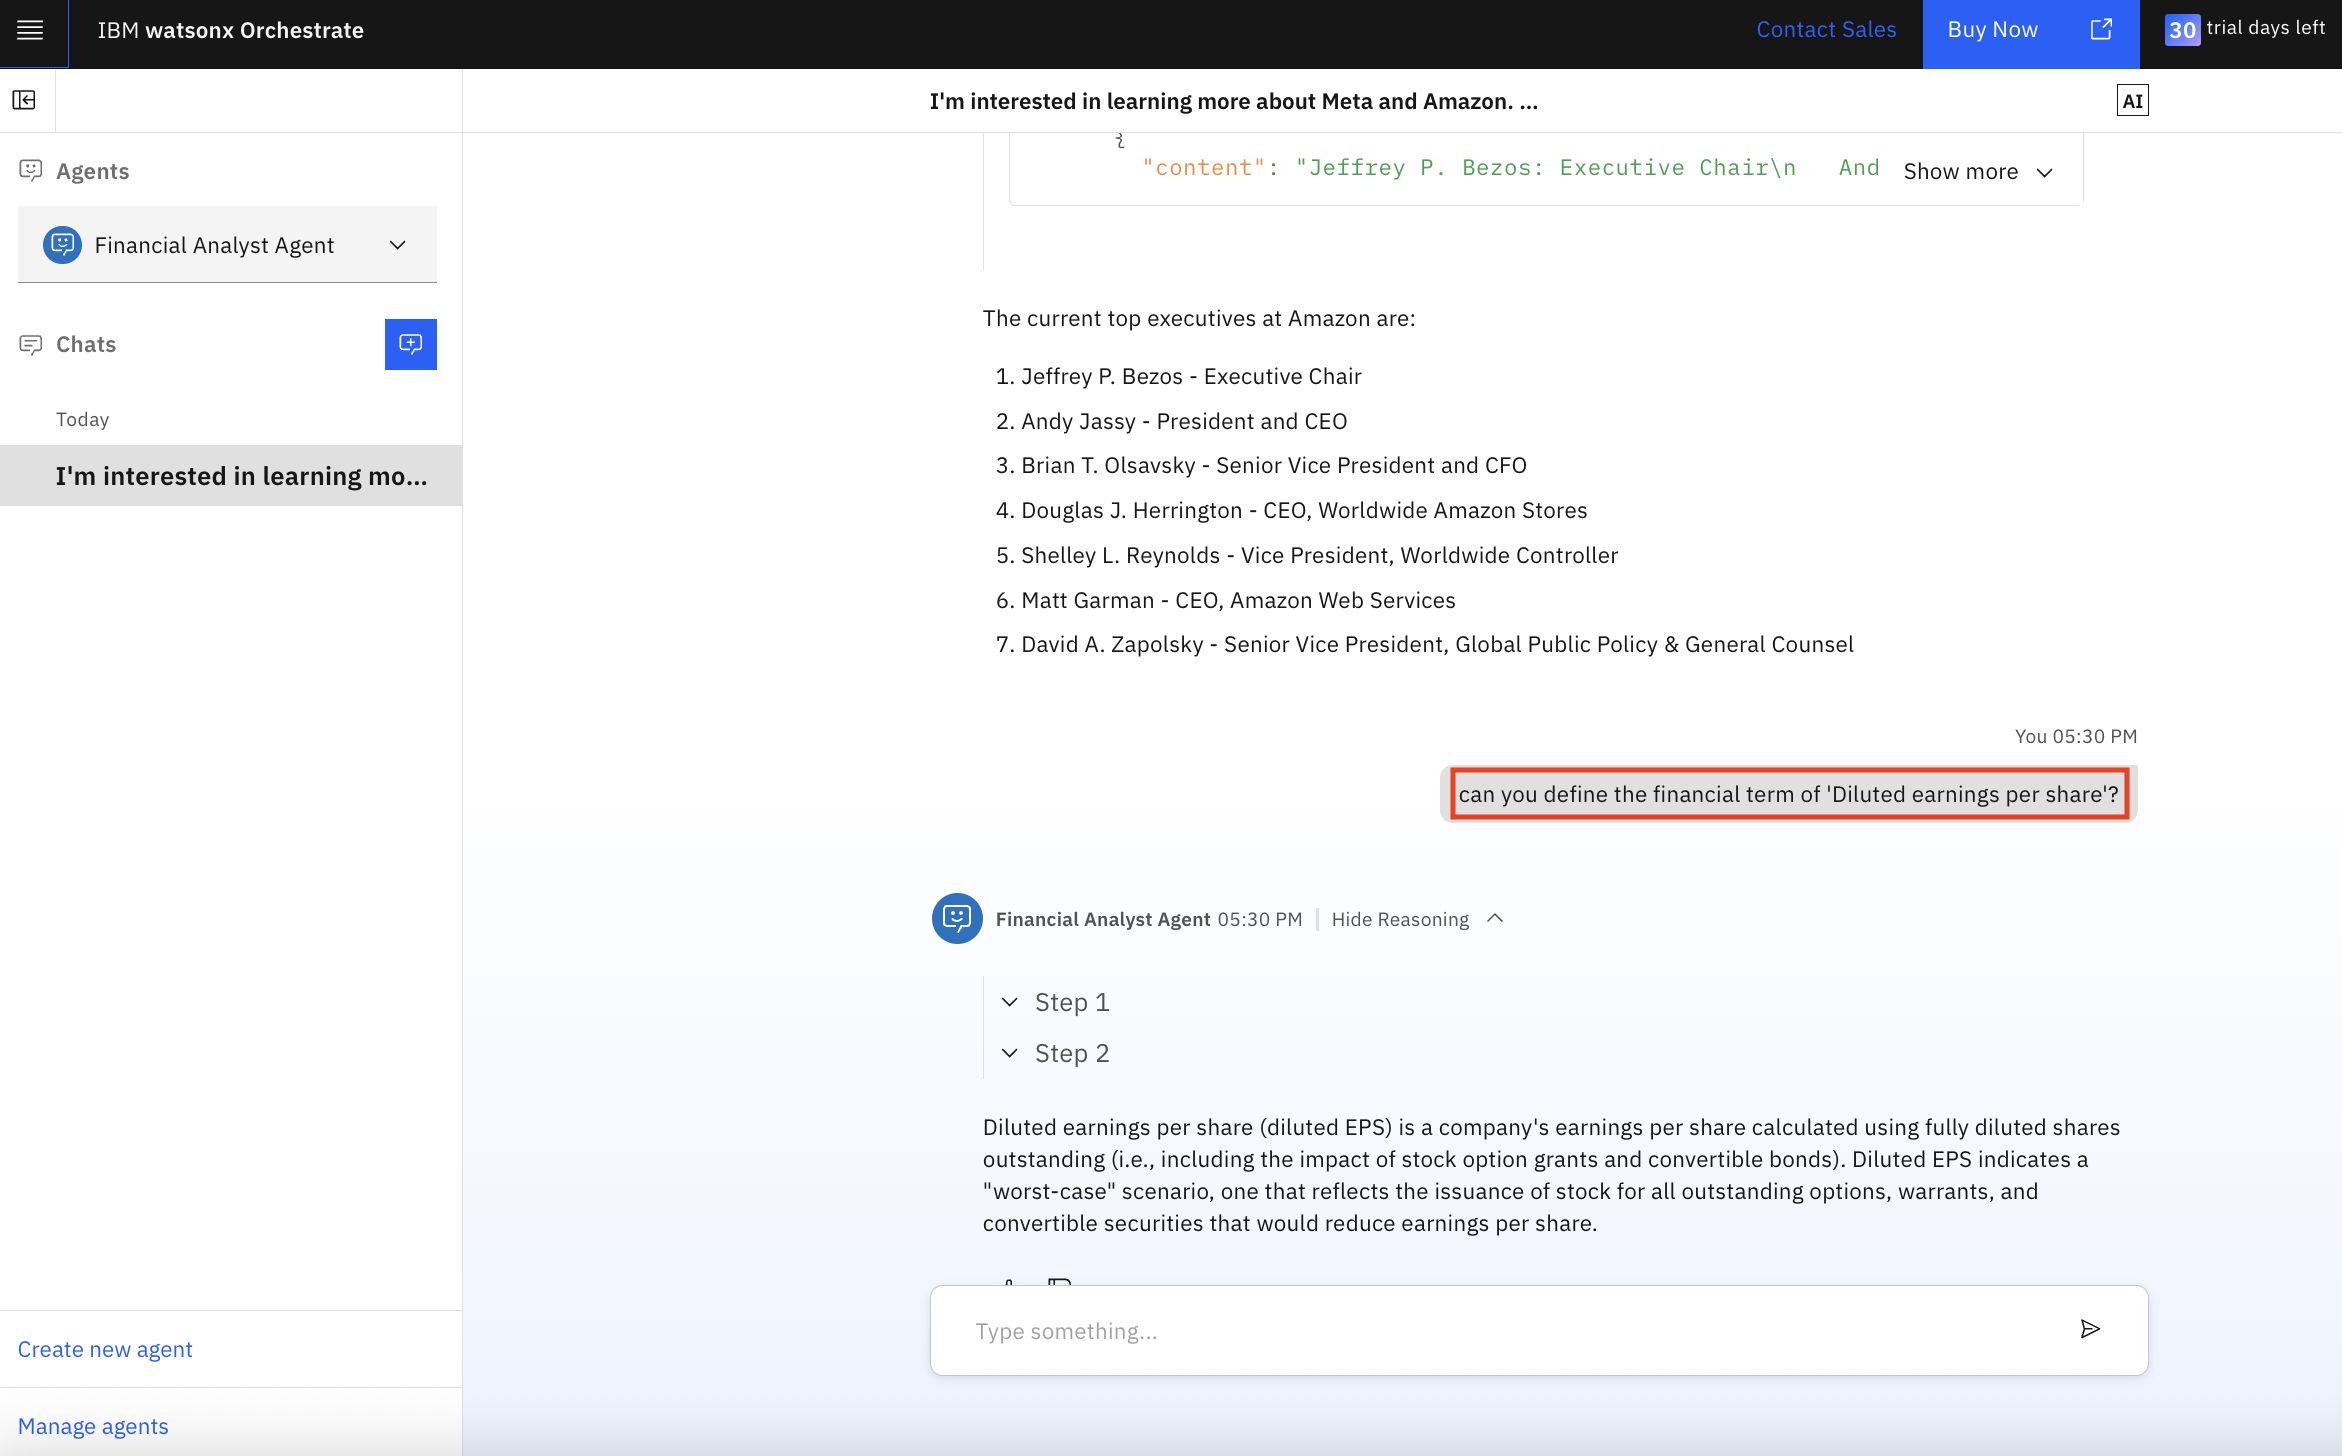 IBM watsonx Orchestrate
Contact Sales
Buy Now
30 trial days left
I'm interested in learning more about Meta and Amazon. ...
AI
Agents
Financial Analyst Agent
Chats
Today
I'm interested in learning mo...
Create new agent
Manage agents
{
"content": "Jeffrey P. Bezos: Executive Chair\n   And
Show more
The current top executives at Amazon are:
1. Jeffrey P. Bezos - Executive Chair
2. Andy Jassy - President and CEO
3. Brian T. Olsavsky - Senior Vice President and CFO
4. Douglas J. Herrington - CEO, Worldwide Amazon Stores
5. Shelley L. Reynolds - Vice President, Worldwide Controller
6. Matt Garman - CEO, Amazon Web Services
7. David A. Zapolsky - Senior Vice President, Global Public Policy & General Counsel
You 05:30 PM
can you define the financial term of 'Diluted earnings per share'?
Financial Analyst Agent 05:30 PM | Hide Reasoning
Step 1
Step 2
Diluted earnings per share (diluted EPS) is a company's earnings per share calculated using fully diluted shares
outstanding (i.e., including the impact of stock option grants and convertible bonds). Diluted EPS indicates a
"worst-case" scenario, one that reflects the issuance of stock for all outstanding options, warrants, and
convertible securities that would reduce earnings per share.
Type something...